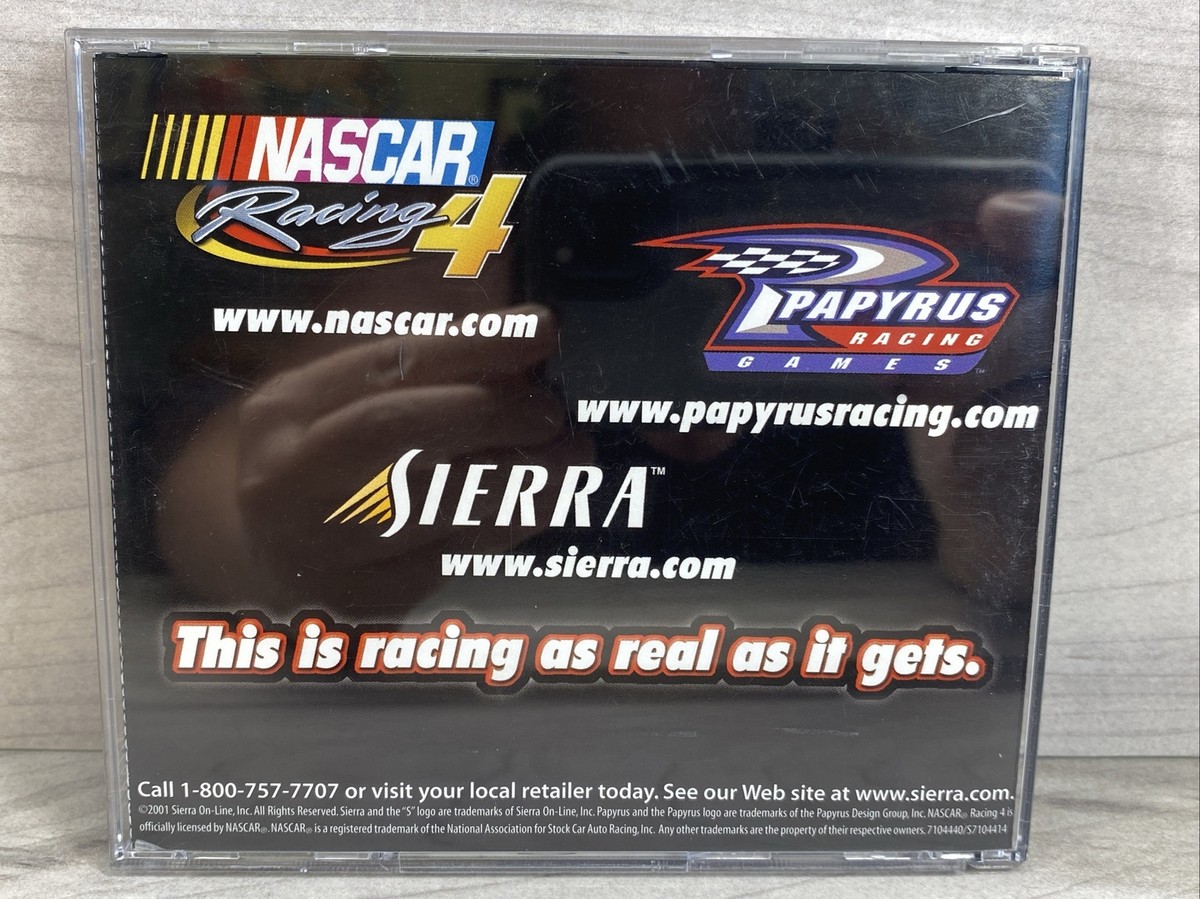 NASCAR®
Racing 4
www.nascar.com
PAPYRUS
RACING
GAMES™
www.papyrusracing.com
SIERRA™
www.sierra.com
This is racing as real as it gets.
Call 1-800-757-7707 or visit your local retailer today. See our Web site at www.sierra.com.
©2001 Sierra On-Line, Inc. All Rights Reserved. Sierra and the "S" logo are trademarks of Sierra On-Line, Inc. Papyrus and the Papyrus logo are trademarks of the Papyrus Design Group, Inc. NASCAR® Racing 4 is
officially licensed by NASCAR®. NASCAR® is a registered trademark of the National Association for Stock Car Auto Racing, Inc. Any other trademarks are the property of their respective owners. 7104440/S7104414